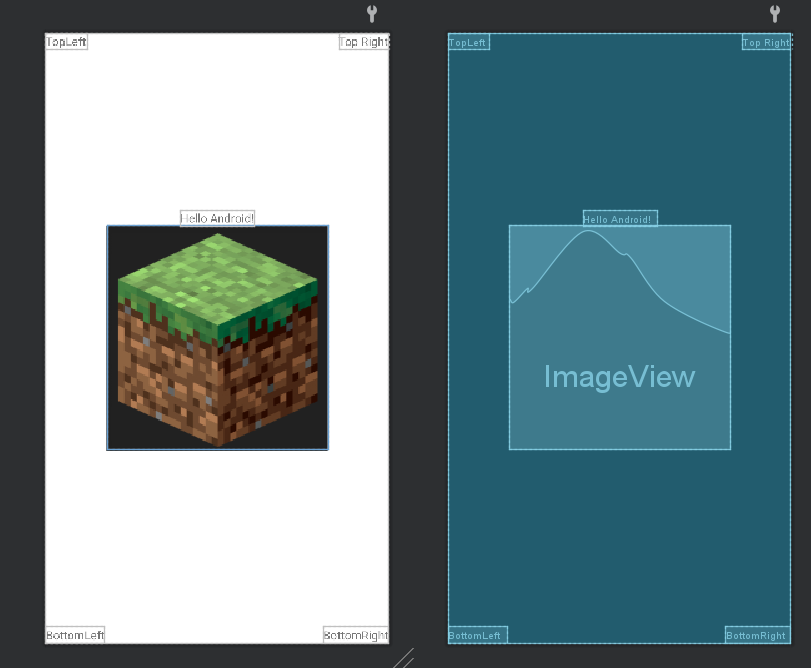 TopLeft
Top Right
Hello Android!
BottomLeft
BottomRight
TopLeft
Top Right
Hello Android!
ImageView
BottomLeft
BottomRight